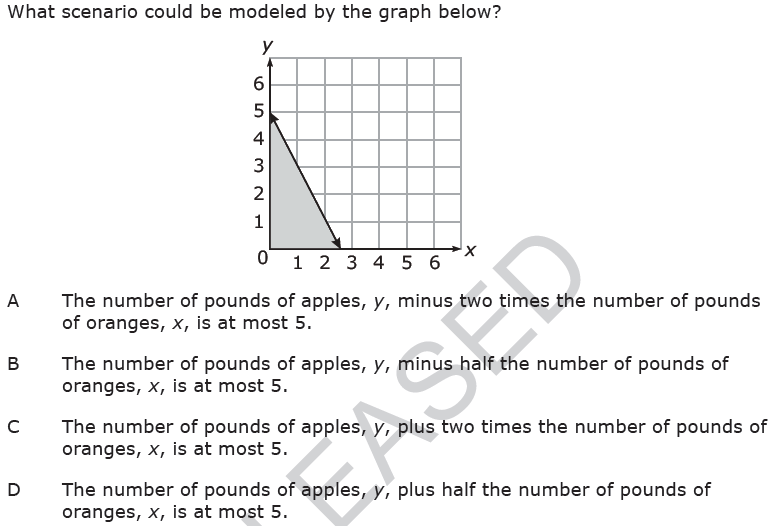 What scenario could be modeled by the graph below?
y
6
5
4
3
2
1
0
1 2 3 4 5 6
x
A The number of pounds of apples, y, minus two times the number of pounds
of oranges, x, is at most 5.
B The number of pounds of apples, y, minus half the number of pounds of
oranges, x, is at most 5.
C The number of pounds of apples, y, plus two times the number of pounds of
oranges, x, is at most 5.
D The number of pounds of apples, y, plus half the number of pounds of
oranges, x, is at most 5.
LEASED